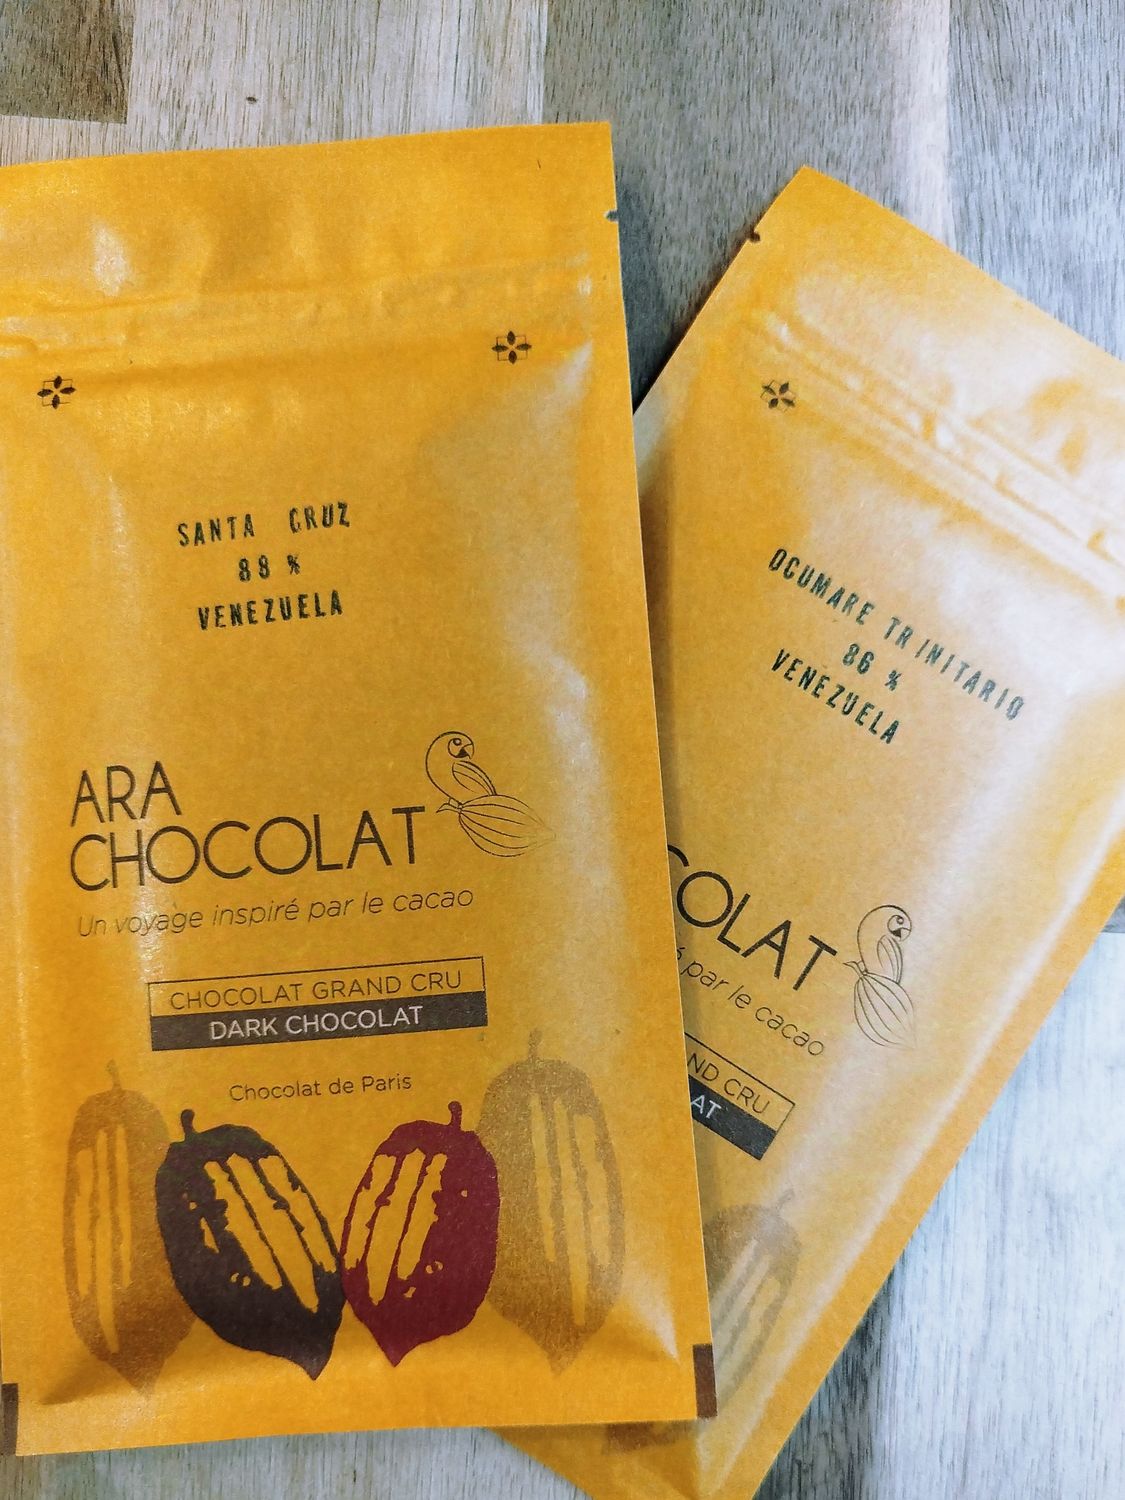 SANTA CRUZ
88 %
VENEZUELA
ARA
CHOCOLAT
Un voyage inspiré par le cacao
CHOCOLAT GRAND CRU
DARK CHOCOLAT
Chocolat de Paris
OCUMARE TRINITARIO
86 %
VENEZUELA
COLAT
é par le cacao
ND CRU
AT